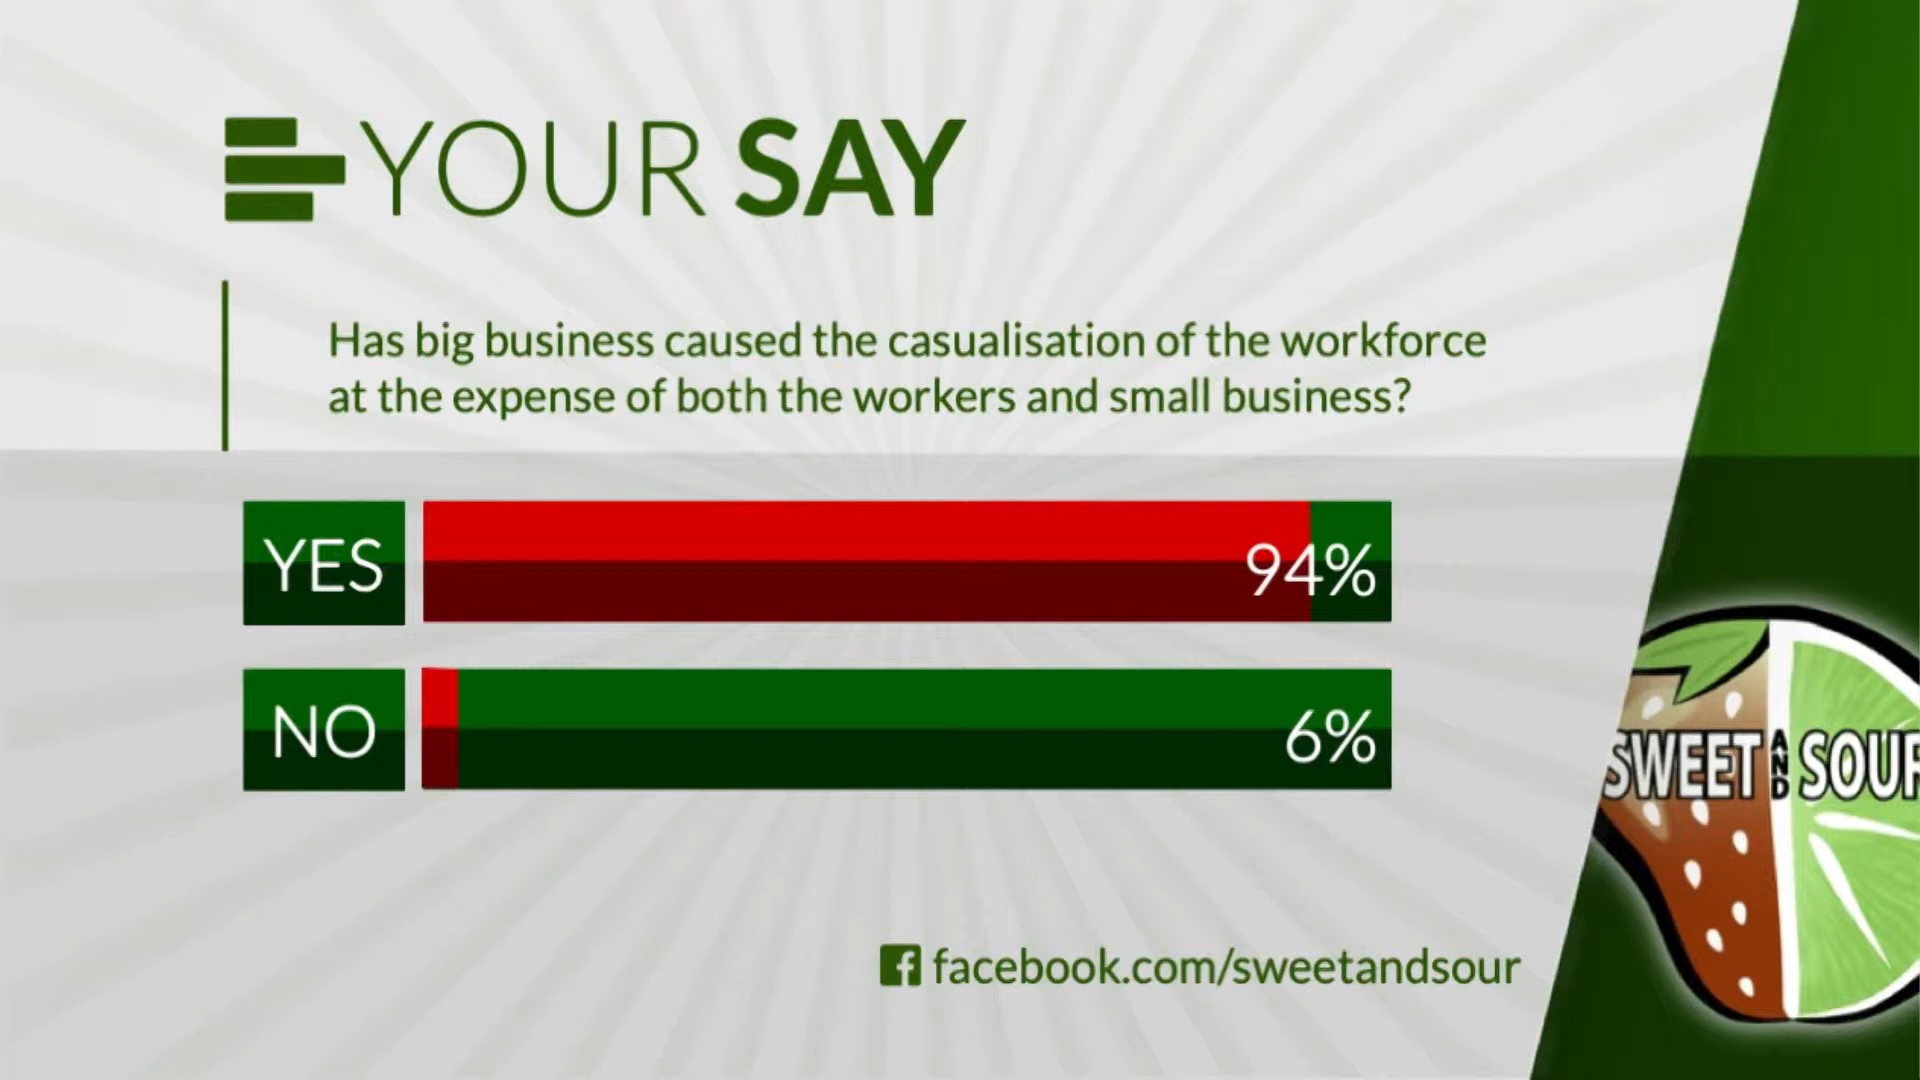 YOUR SAY
Has big business caused the casualisation of the workforce
at the expense of both the workers and small business?
YES 94%
NO 6%
SWEET AND SOUR
facebook.com/sweetandsour